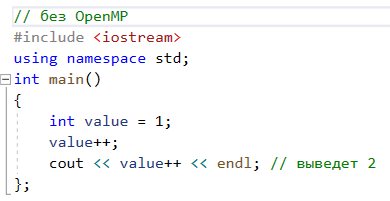 // без OpenMP
#include <iostream>
using namespace std;
int main()
{
    int value = 1;
    value++;
    cout << value++ << endl; // выведет 2
};